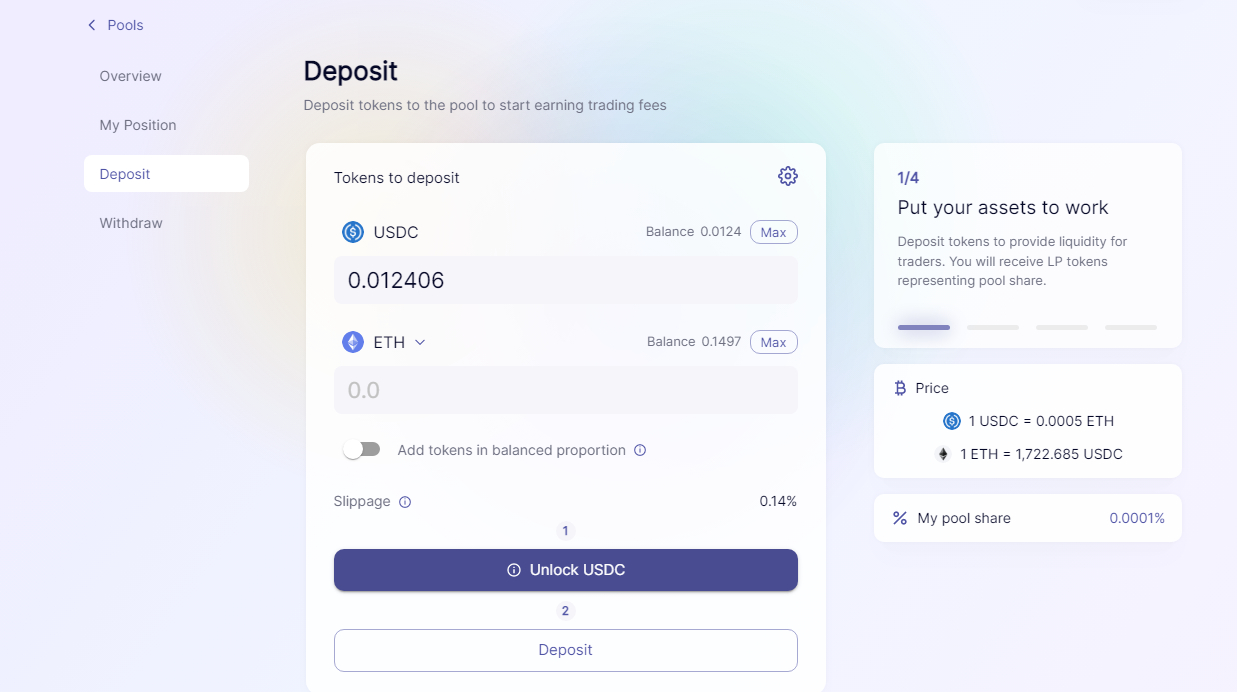 Pools
Overview
My Position
Deposit
Withdraw
Deposit
Deposit tokens to the pool to start earning trading fees
Tokens to deposit
USDC
Balance 0.0124
Max
0.012406
ETH
Balance 0.1497
Max
0.0
Add tokens in balanced proportion
Slippage
0.14%
1
Unlock USDC
2
Deposit
1/4
Put your assets to work
Deposit tokens to provide liquidity for
traders. You will receive LP tokens
representing pool share.
Price
1 USDC = 0.0005 ETH
1 ETH = 1,722.685 USDC
My pool share
0.0001%